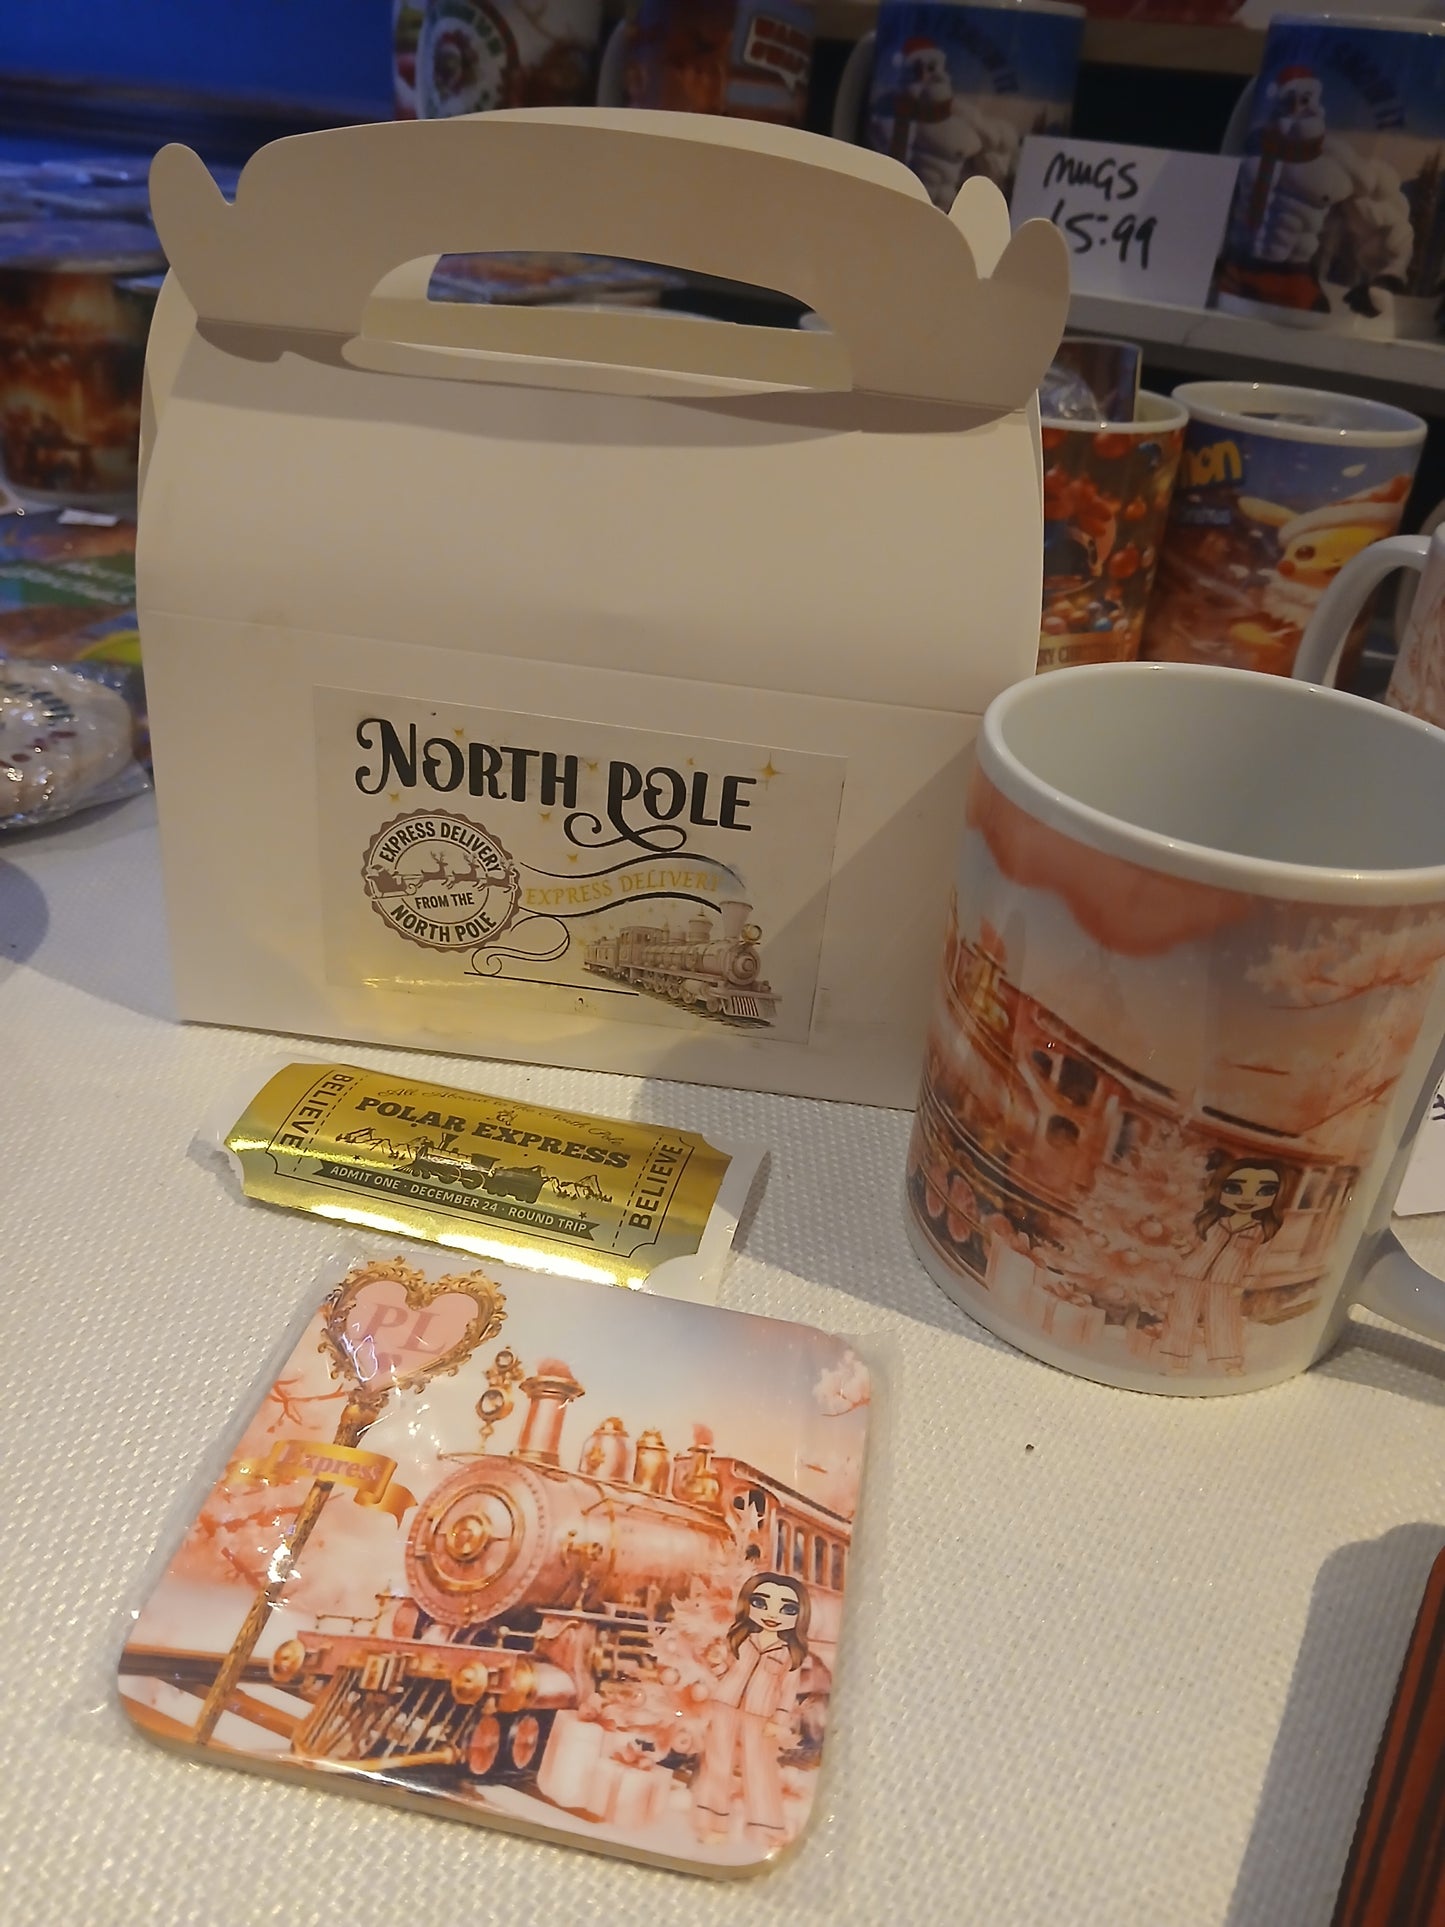 MUGS
£5:99
NORTH POLE
EXPRESS DELIVERY
FROM THE
NORTH POLE
EXPRESS DELIVERY
BELIEVE
All Aboard to the North Pole
POLAR EXPRESS
ADMIT ONE · DECEMBER 24 · ROUND TRIP
BELIEVE
PL
Express